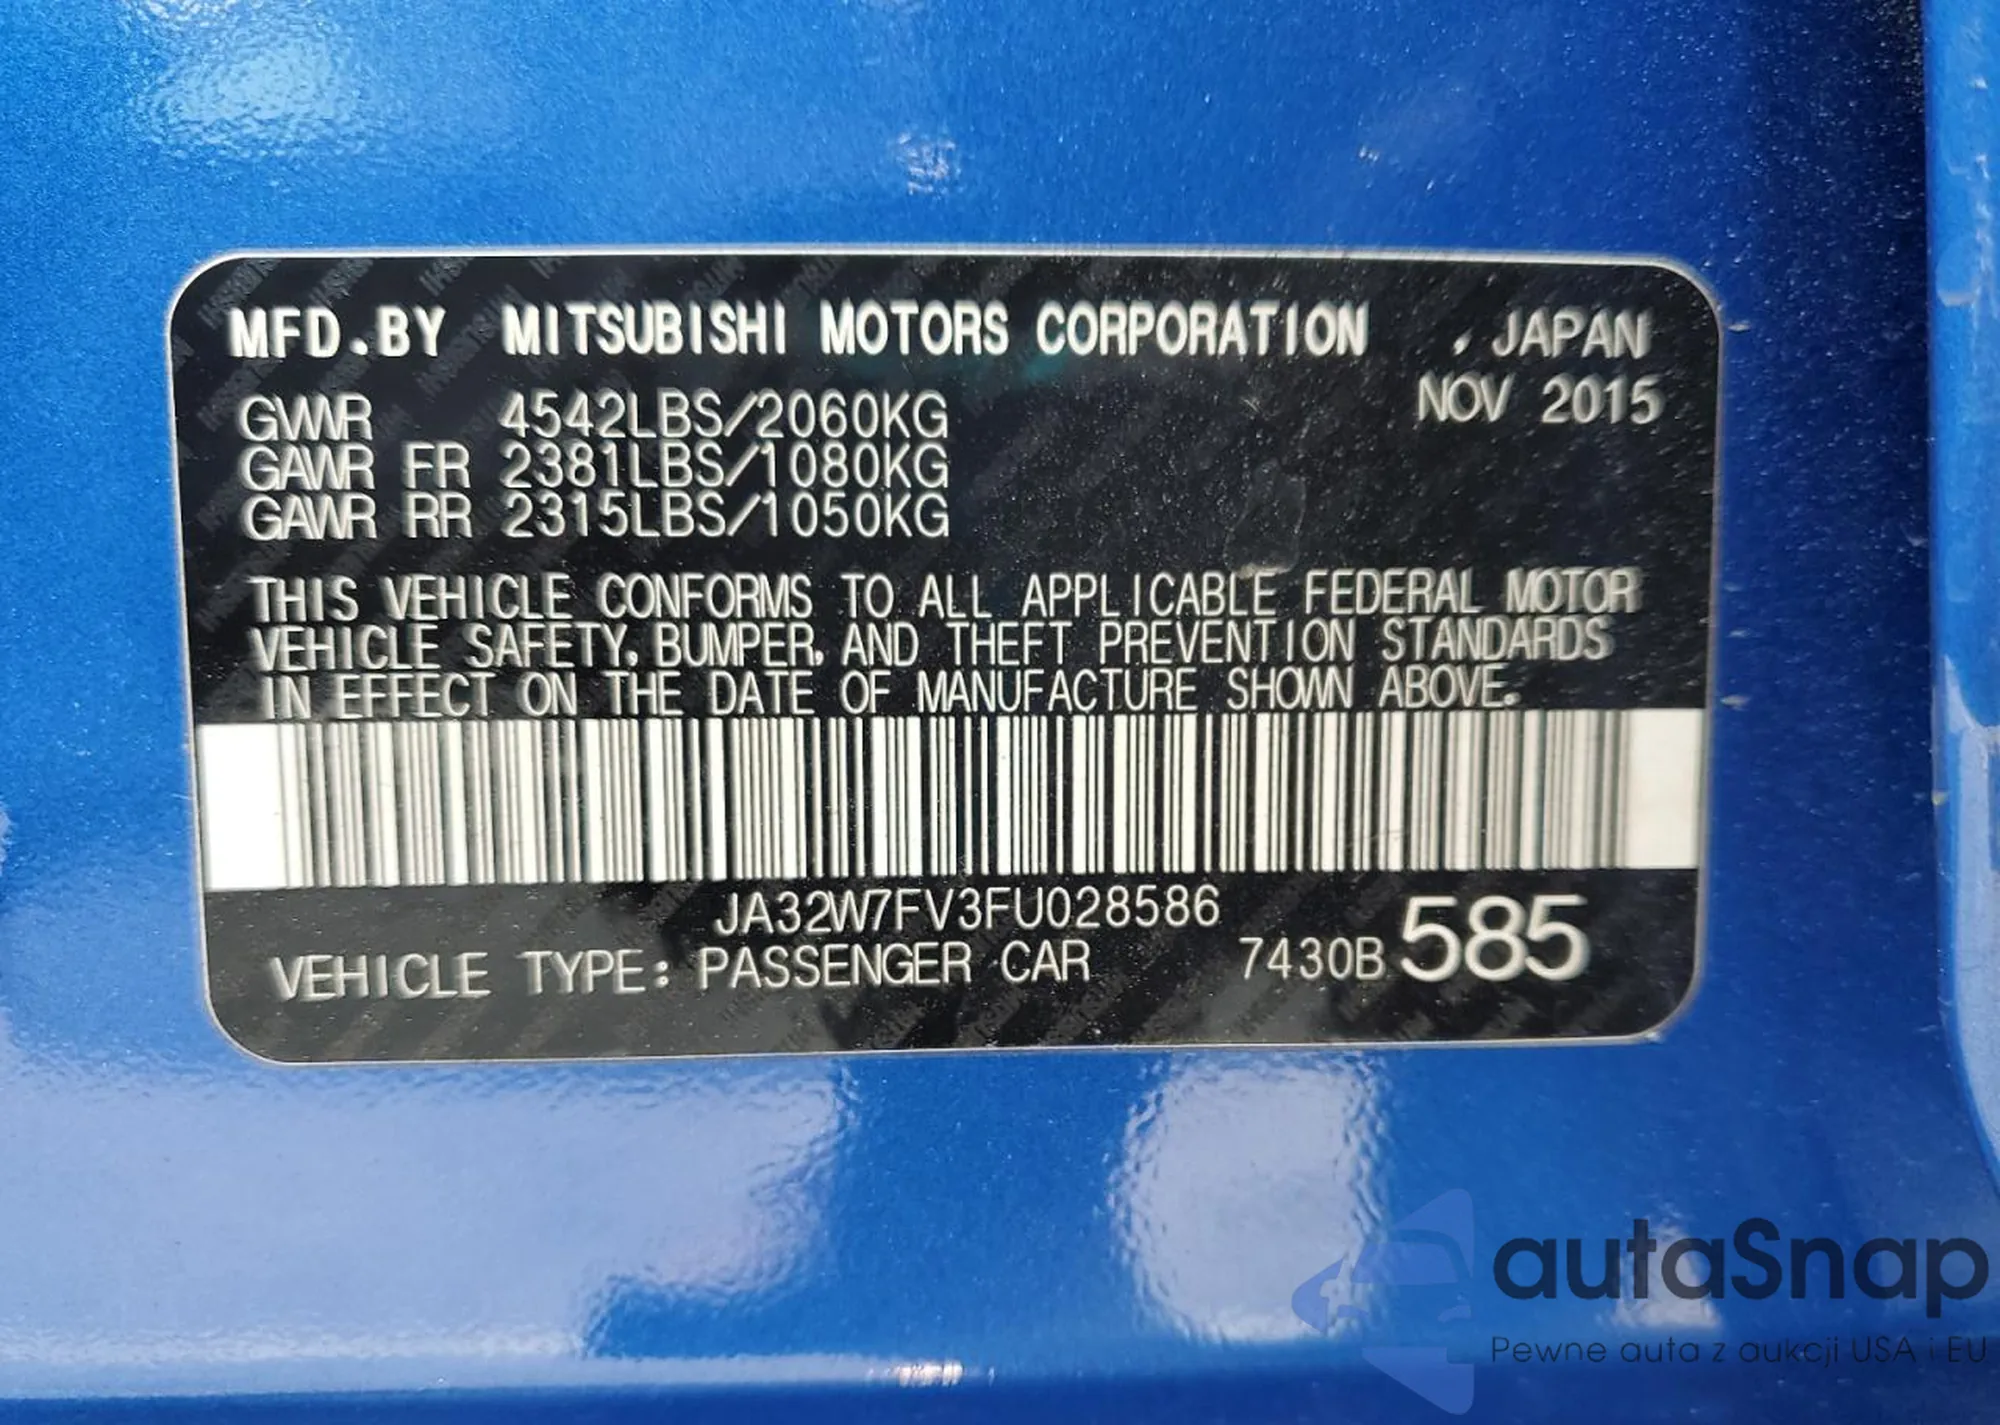 MFD.BY MITSUBISHI MOTORS CORPORATION . JAPAN
NOV 2015
GVWR 4542LBS/2060KG
GAWR FR 2381LBS/1080KG
GAWR RR 2315LBS/1050KG
THIS VEHICLE CONFORMS TO ALL APPLICABLE FEDERAL MOTOR
VEHICLE SAFETY, BUMPER, AND THEFT PREVENTION STANDARDS
IN EFFECT ON THE DATE OF MANUFACTURE SHOWN ABOVE.
JA32W7FV3FU028586
VEHICLE TYPE: PASSENGER CAR 7430B 585
autaSnap
Pewne auta z aukcji USA i EU